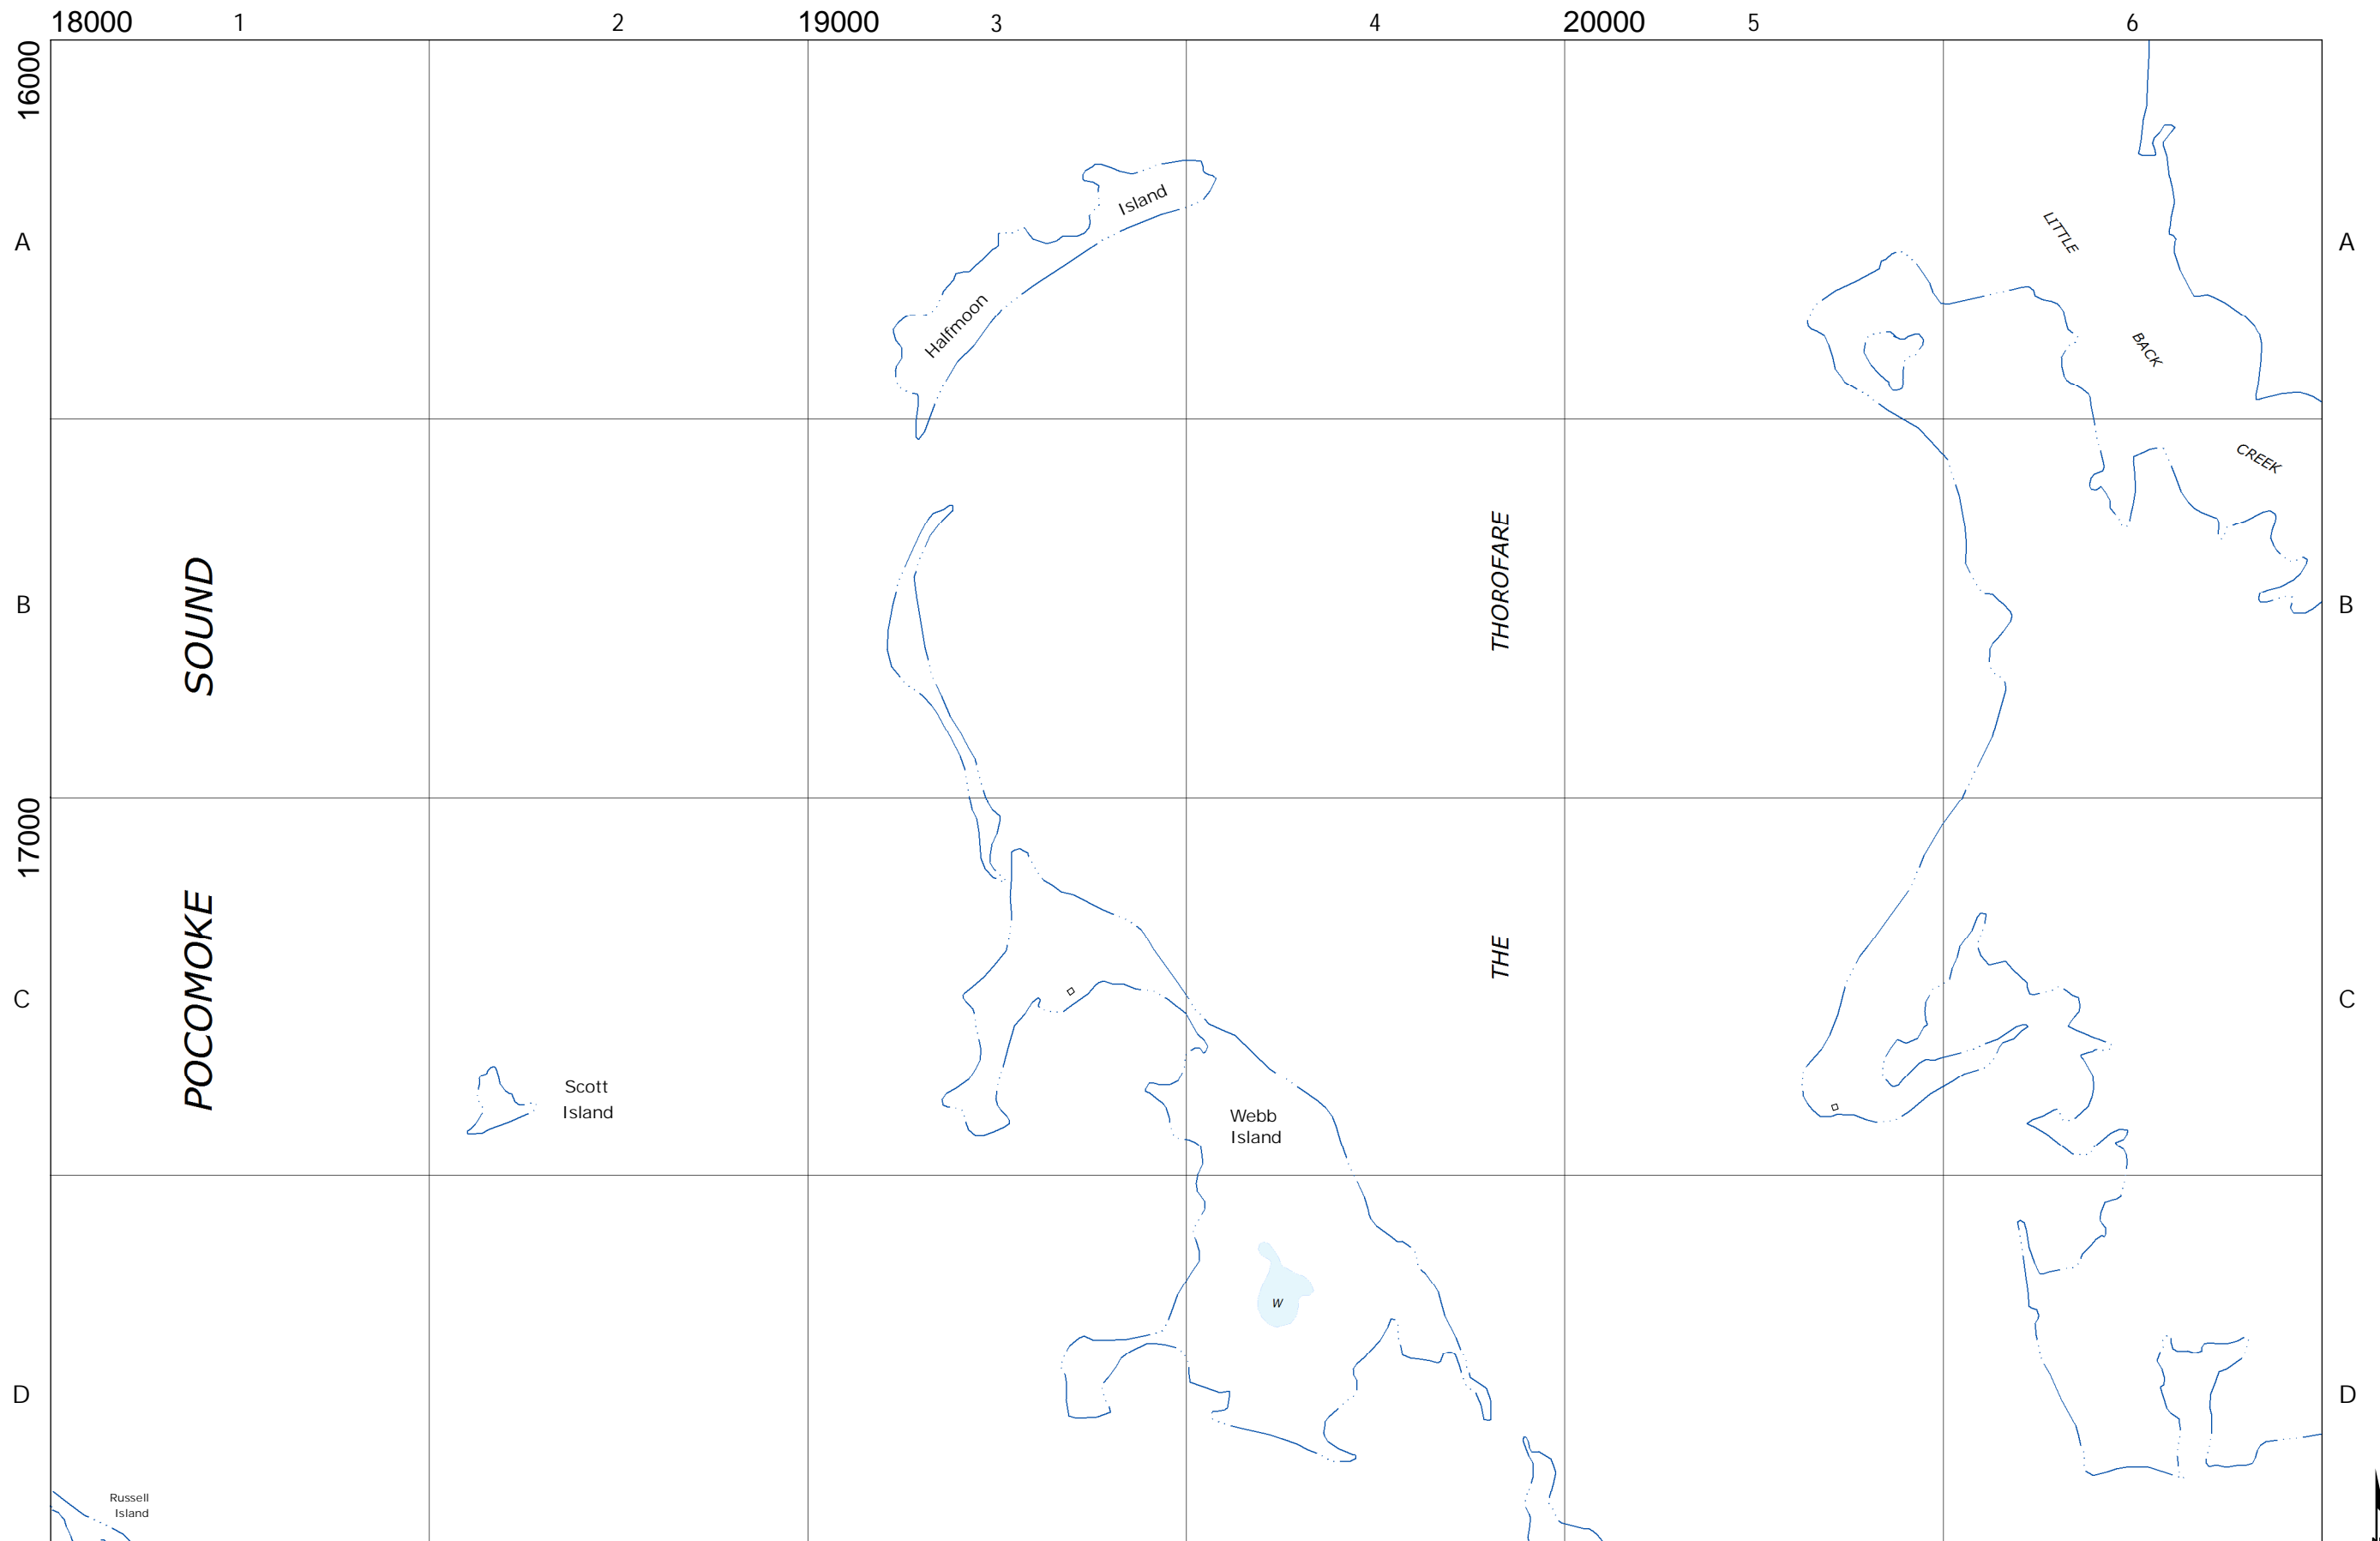 18000 1 2 19000 3 4 20000 5 6
16000
Island
LITTLE
A
A
Halfmoon
BACK
CREEK
THOROFARE
SOUND
B
B
17000
POCOMOKE
THE
C
C
Scott
Island
Webb
Island
W
D
D
Russell
Island